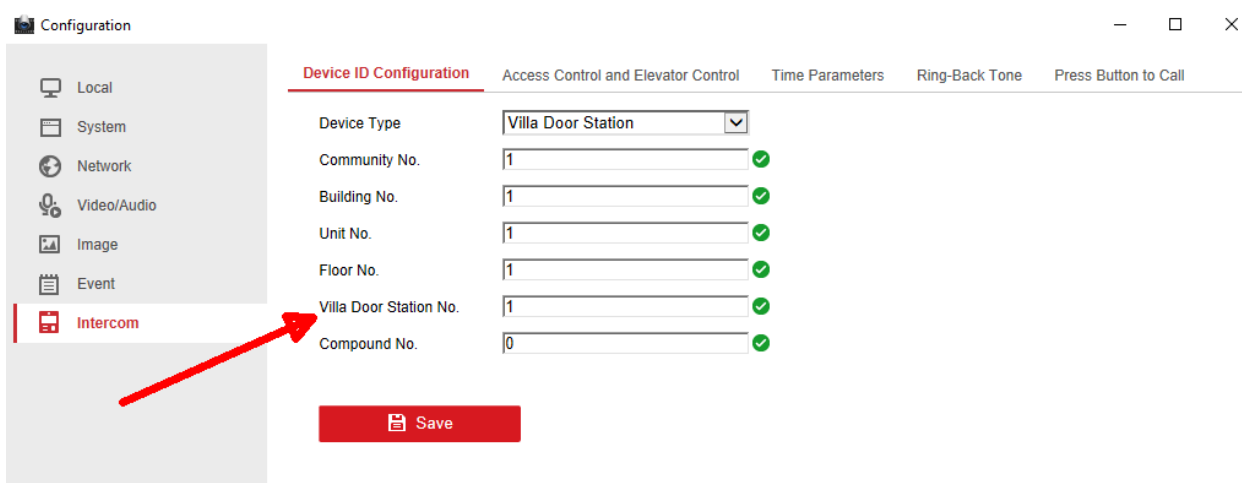 Configuration
Local
System
Network
Video/Audio
Image
Event
Intercom
Device ID Configuration Access Control and Elevator Control Time Parameters Ring-Back Tone Press Button to Call
Device Type Villa Door Station
Community No. 1
Building No. 1
Unit No. 1
Floor No. 1
Villa Door Station No. 1
Compound No. 0
Save